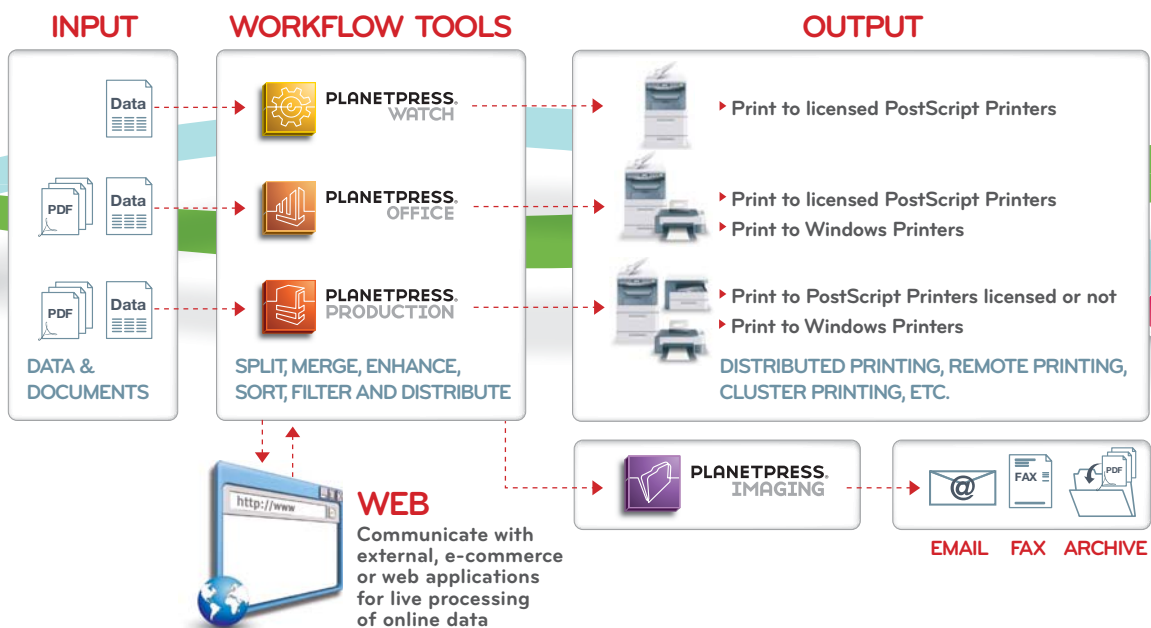 INPUT
WORKFLOW TOOLS
OUTPUT
Data
PLANETPRESS®
WATCH
Print to licensed PostScript Printers
PDF
Data
PLANETPRESS®
OFFICE
Print to licensed PostScript Printers
Print to Windows Printers
PDF
Data
PLANETPRESS®
PRODUCTION
Print to PostScript Printers licensed or not
Print to Windows Printers
DATA &
DOCUMENTS
SPLIT, MERGE, ENHANCE,
SORT, FILTER AND DISTRIBUTE
DISTRIBUTED PRINTING, REMOTE PRINTING,
CLUSTER PRINTING, ETC.
http://www
WEB
Communicate with
external, e-commerce
or web applications
for live processing
of online data
PLANETPRESS®
IMAGING
@
FAX
PDF
EMAIL
FAX
ARCHIVE